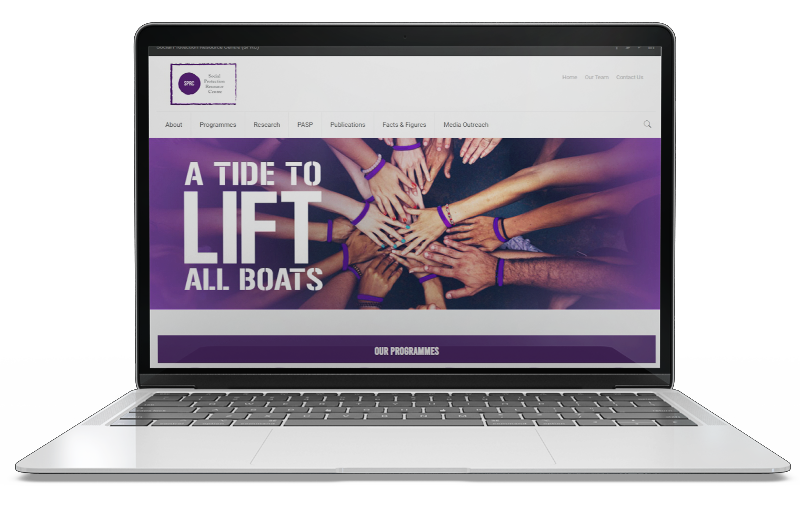 Social Protection Resource Centre (SPRC)
SPRC
Social
Protection
Resource
Centre
Home Our Team Contact Us
About Programmes Research PASP Publications Facts & Figures Media Outreach
A TIDE TO
LIFT
ALL BOATS
OUR PROGRAMMES